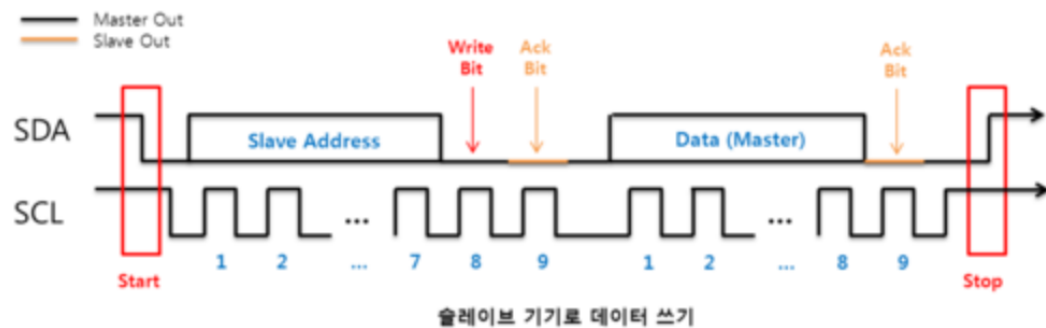 Master Out
Slave Out
Write
Bit
Ack
Bit
Ack
Bit
SDA
Slave Address
Data (Master)
SCL
...
...
1 2 ... 7 8 9 1 2 ... 8 9
Start
Stop
슬레이브 기기로 데이터 쓰기